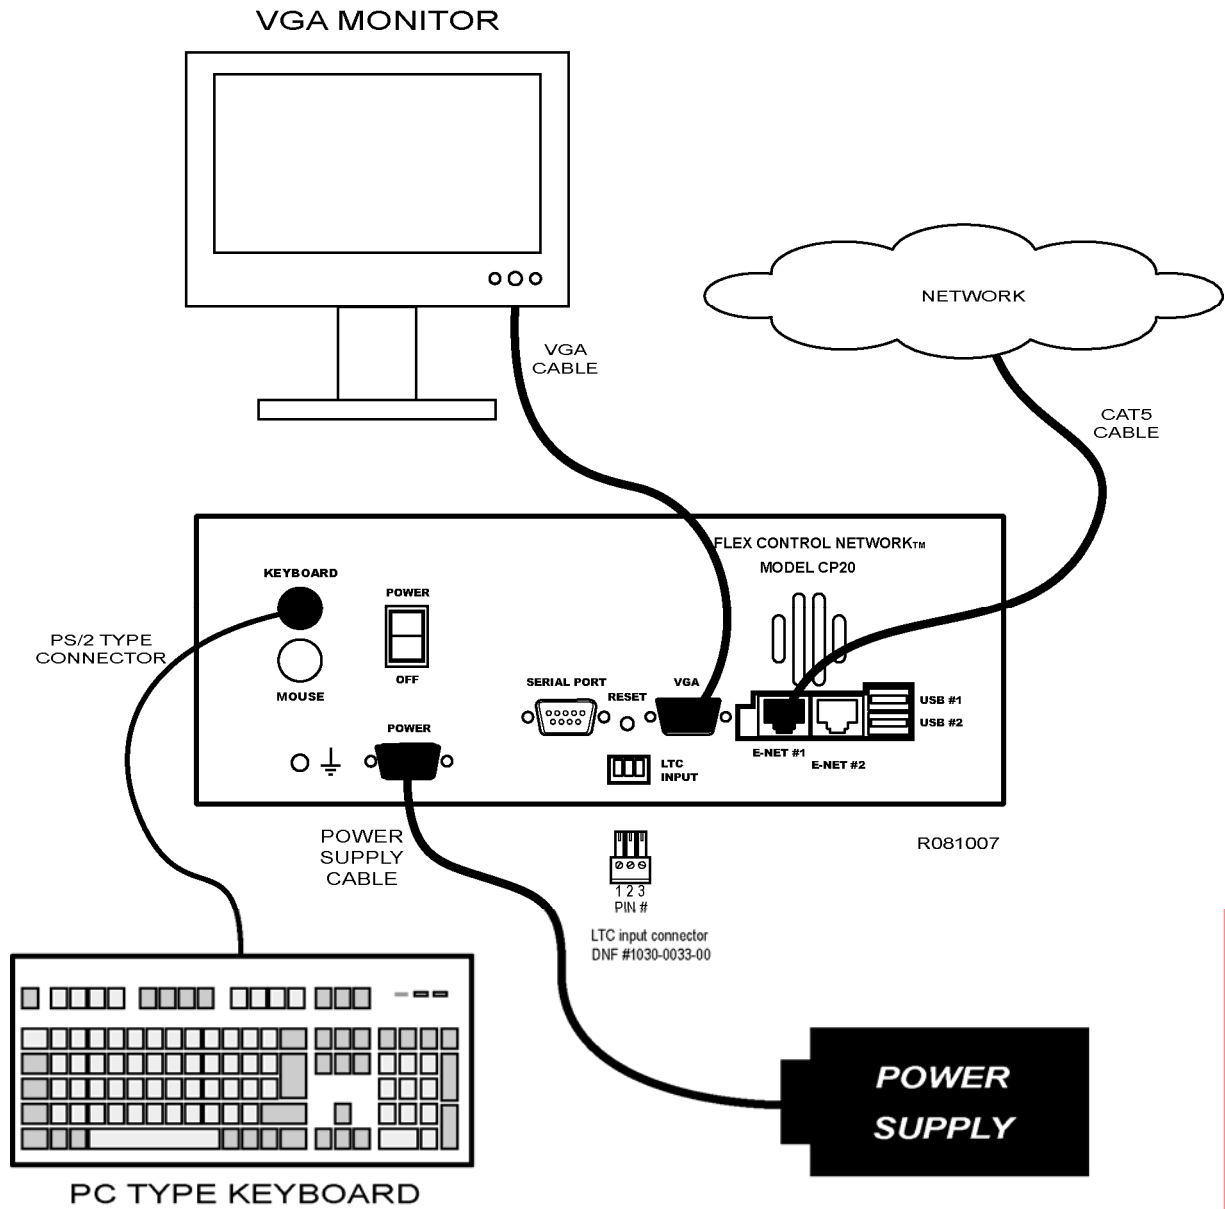 VGA MONITOR
NETWORK
VGA
CABLE
CAT5
CABLE
FLEX CONTROL NETWORK™
MODEL CP20
KEYBOARD
POWER
PS/2 TYPE
CONNECTOR
OFF
MOUSE
SERIAL PORT
RESET
VGA
USB #1
USB #2
POWER
E-NET #1
E-NET #2
LTC
INPUT
POWER
SUPPLY
CABLE
R081007
1 2 3
PIN #
LTC input connector
DNF #1030-0033-00
POWER
SUPPLY
PC TYPE KEYBOARD